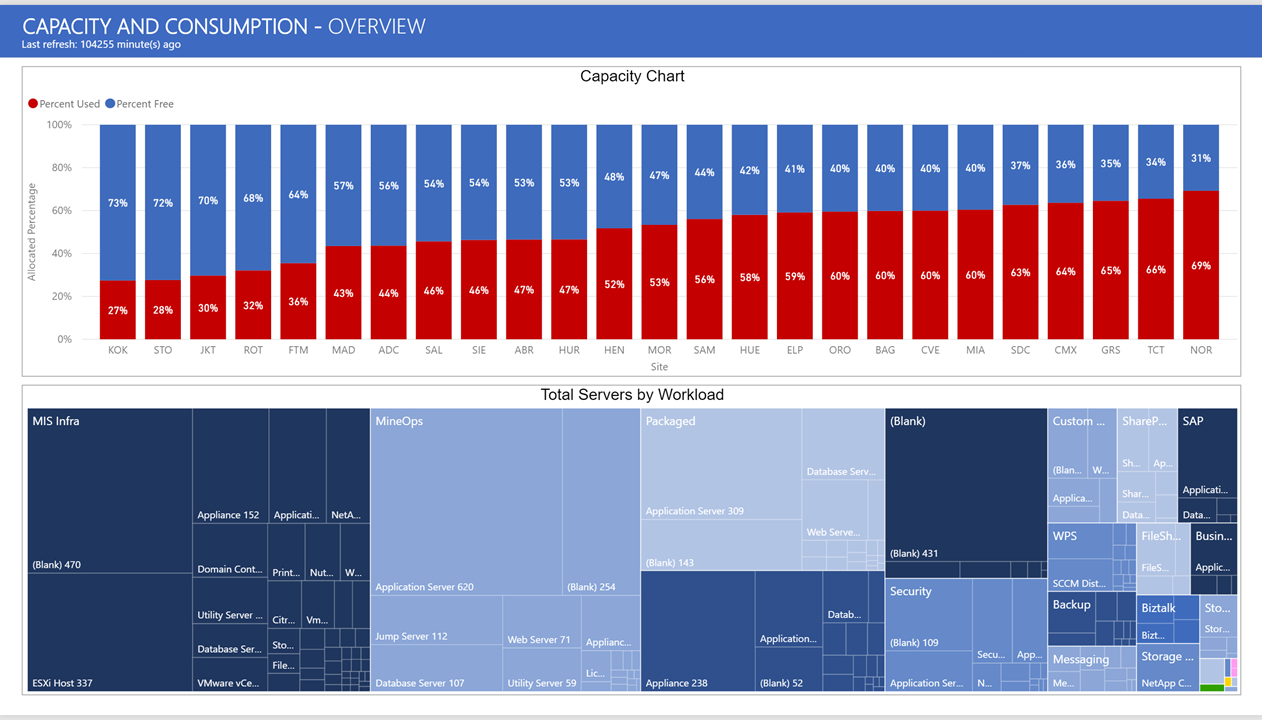 CAPACITY AND CONSUMPTION - OVERVIEW
Last refresh: 104255 minute(s) ago
Capacity Chart
Percent Used Percent Free
Allocated Percentage
100%
80%
60%
40%
20%
0%
73% 72% 70% 68% 64% 57% 56% 54% 54% 53% 53% 48% 47% 44% 42% 41% 40% 40% 40% 40% 37% 36% 35% 34% 31%
27% 28% 30% 32% 36% 43% 44% 46% 46% 47% 47% 52% 53% 56% 58% 59% 60% 60% 60% 60% 63% 64% 65% 66% 69%
KOK STO JKT ROT FTM MAD ADC SAL SIE ABR HUR HEN MOR SAM HUE ELP ORO BAG CVE MIA SDC CMX GRS TCT NOR
Site
Total Servers by Workload
MIS Infra
(Blank) 470
ESXi Host 337
Appliance 152
Applicati...
NetA...
Domain Cont...
Print...
Nut...
W...
Utility Server ...
Citr...
Vm...
Database Ser...
Sto...
File...
VMware vCe...
MineOps
Application Server 620
(Blank) 254
Jump Server 112
Web Server 71
Applianc...
Database Server 107
Utility Server 59
Lic...
Packaged
Application Server 309
Database Serv...
Web Serve...
(Blank) 143
Appliance 238
Application...
(Blank) 52
Datab...
(Blank)
(Blank) 431
Security
(Blank) 109
Application Ser...
Secu...
App...
N...
Custom ...
(Blan...
W...
Applica...
ShareP...
Sh...
Ap...
Shar...
Data...
SAP
Applicati...
Data...
WPS
SCCM Dist...
FileSh...
FileS...
Busin...
Applic...
Backup
Biztalk
Bizt...
Sto...
Stor...
Messaging
Me...
Storage ...
NetApp C...